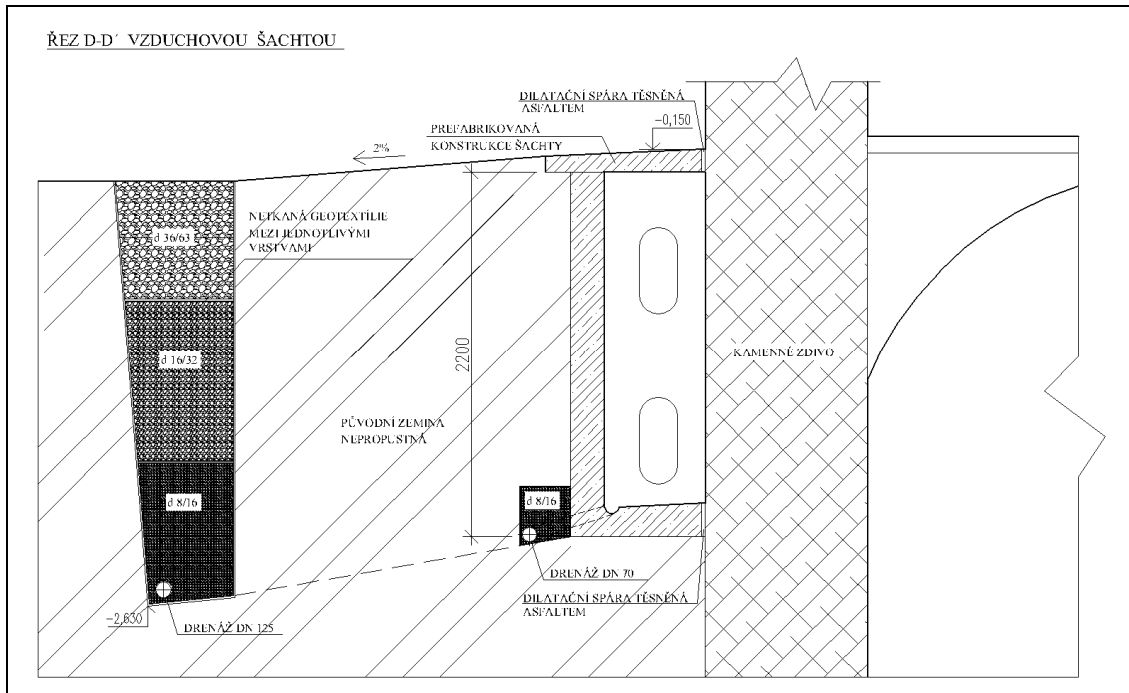 ŘEZ D-D´ VZDUCHOVOU ŠACHTOU
DILATAČNÍ SPÁRA TĚSNĚNÁ
ASFALTEM
-0,150
PREFABRIKOVANÁ
KONSTRUKCE ŠACHTY
2%
NETKANÁ GEOTEXTÍLIE
MEZI JEDNOTLIVÝMI
VRSTVAMI
d 36/63
d 16/32
2200
KAMENNÉ ZDIVO
PŮVODNÍ ZEMINA
NEPROPUSTNÁ
d 8/16
d 8/16
DRENÁŽ DN 70
DILATAČNÍ SPÁRA TĚSNĚNÁ
ASFALTEM
-2,630
DRENÁŽ DN 125